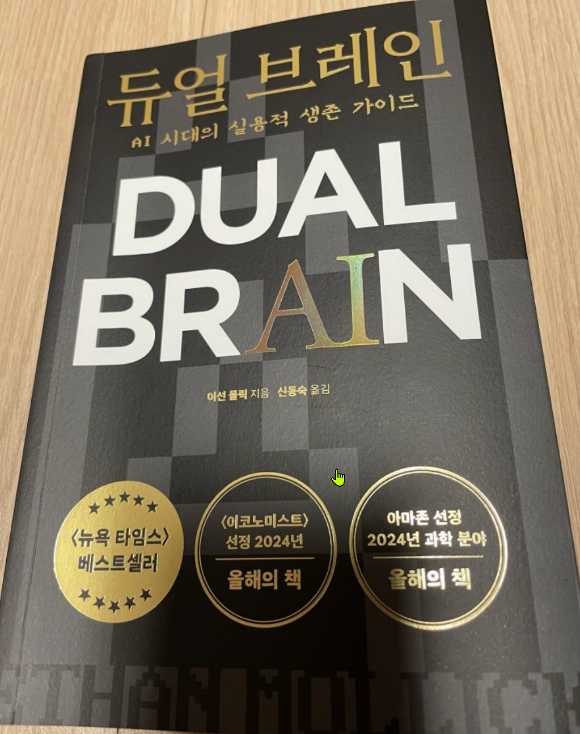 듀얼 브레인
AI 시대의 실용적 생존 가이드
DUAL
BRAIN
이선 몰릭 지음 신동숙 옮김
〈뉴욕 타임스〉
베스트셀러
〈이코노미스트〉
선정 2024년
올해의 책
아마존 선정
2024년 과학 분야
올해의 책
ETHAN MOLLICK